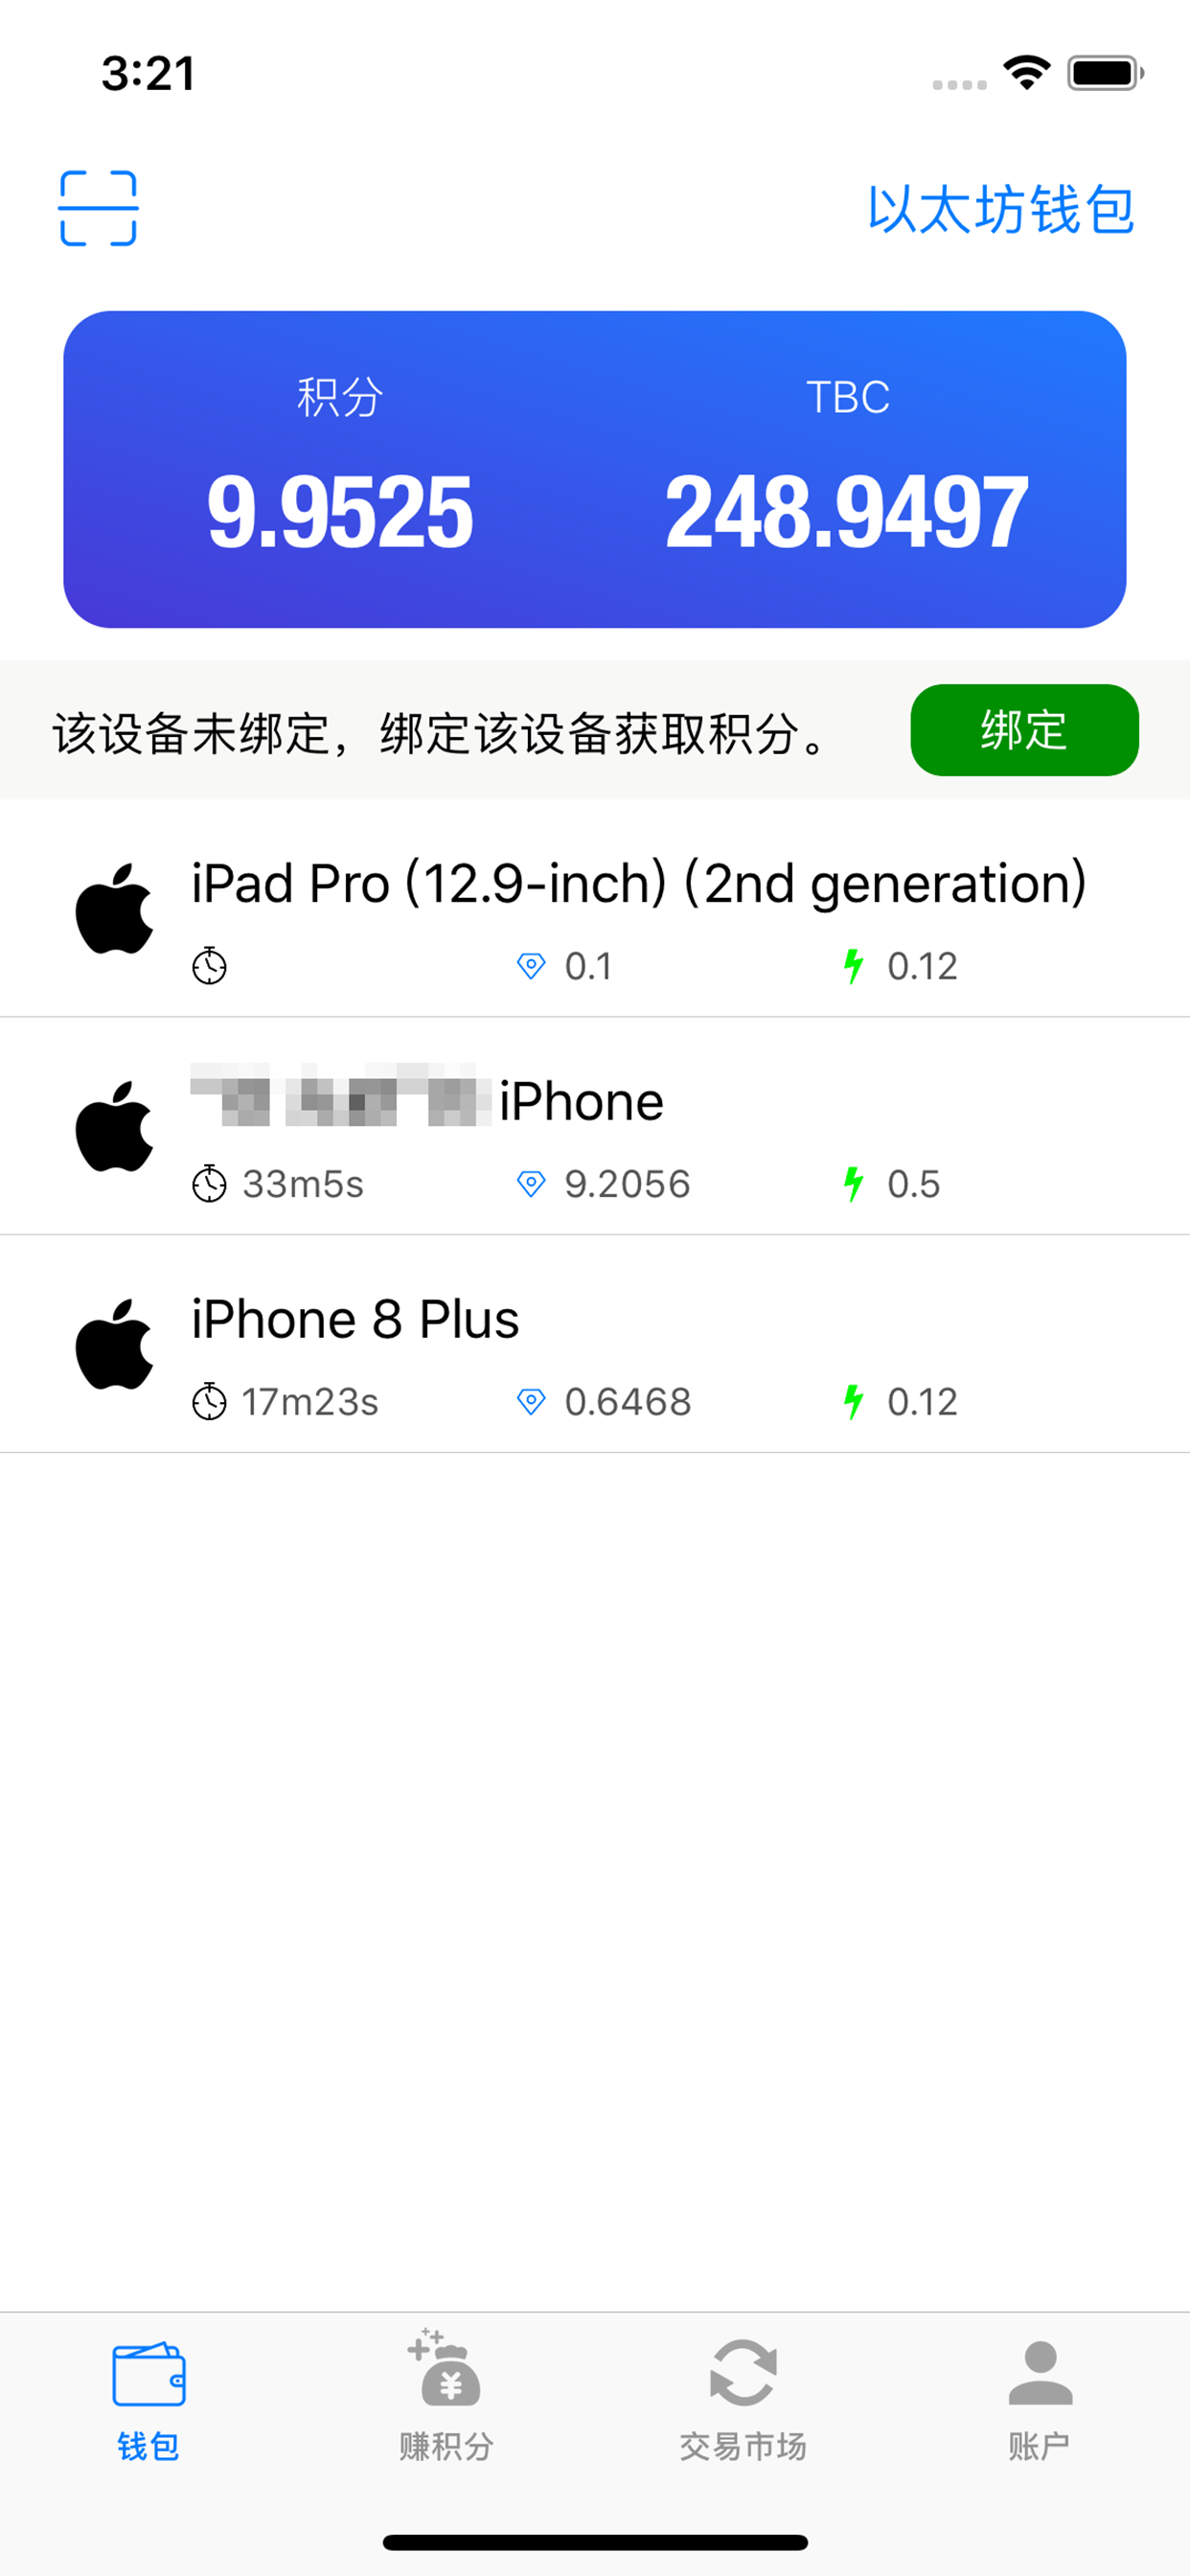 3:21
以太坊钱包
积分 TBC
9.9525 248.9497
该设备未绑定，绑定该设备获取积分。 绑定
iPad Pro (12.9-inch) (2nd generation)
0.1 0.12
iPhone
33m5s 9.2056 0.5
iPhone 8 Plus
17m23s 0.6468 0.12
钱包 赚积分 交易市场 账户